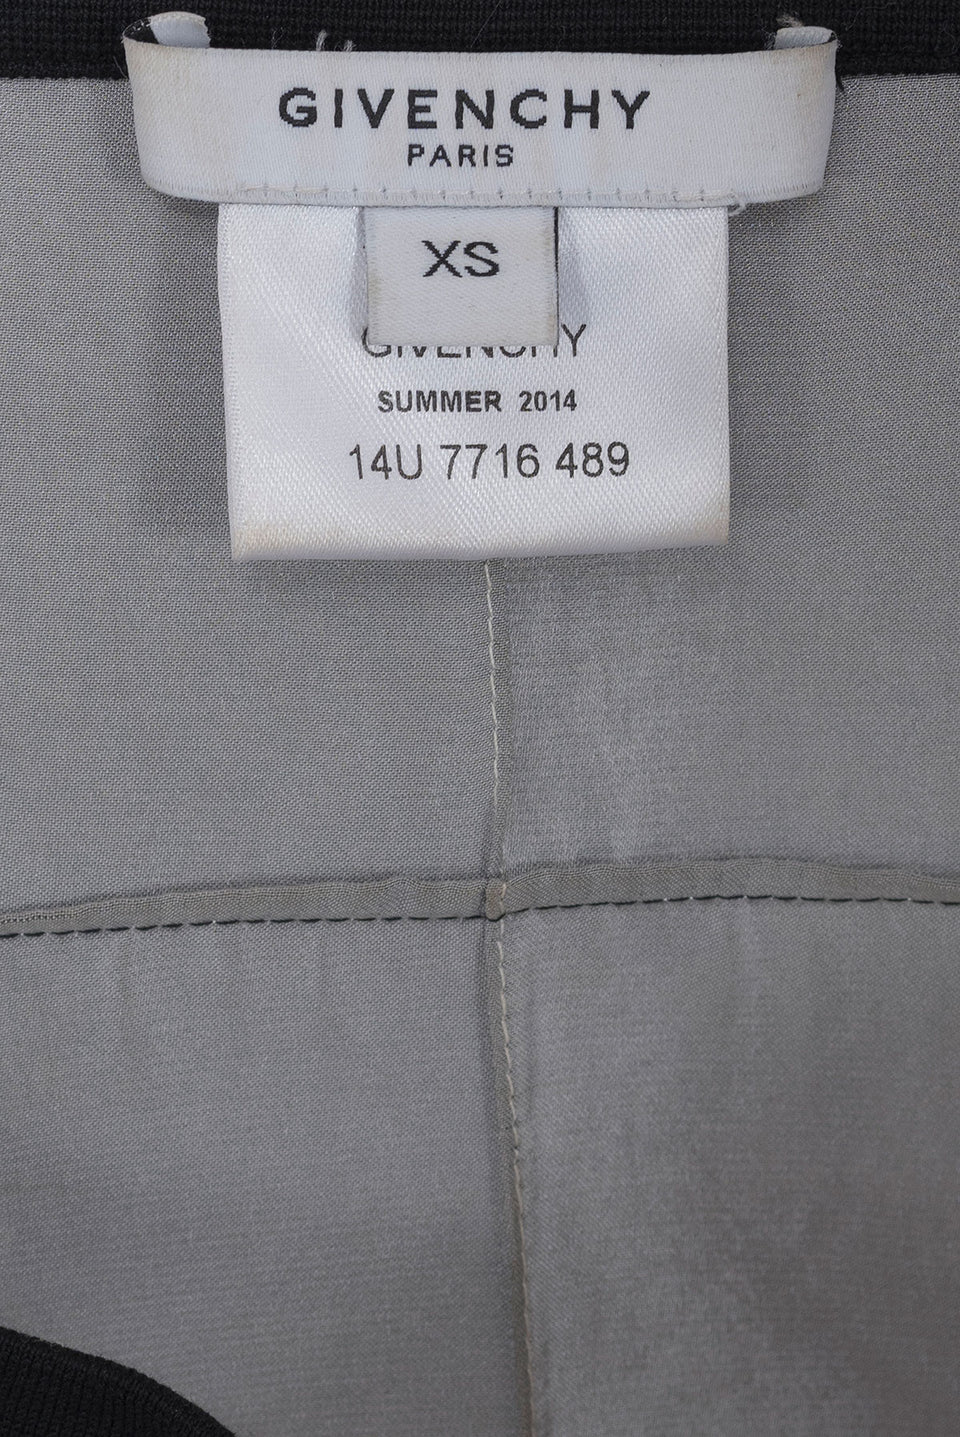 GIVENCHY
PARIS
XS
GIVENCHY
SUMMER 2014
14U 7716 489